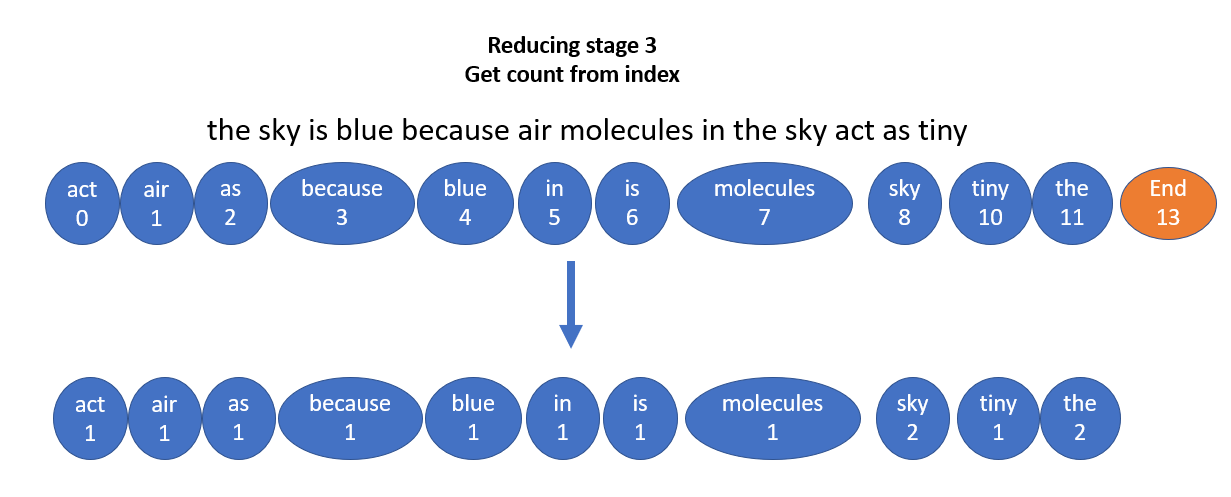 Reducing stage 3
Get count from index
the sky is blue because air molecules in the sky act as tiny
act air as because blue in is molecules sky tiny the End
0 1 2 3 4 5 6 7 8 10 11 13
act air as because blue in is molecules sky tiny the
1 1 1 1 1 1 1 1 2 1 2